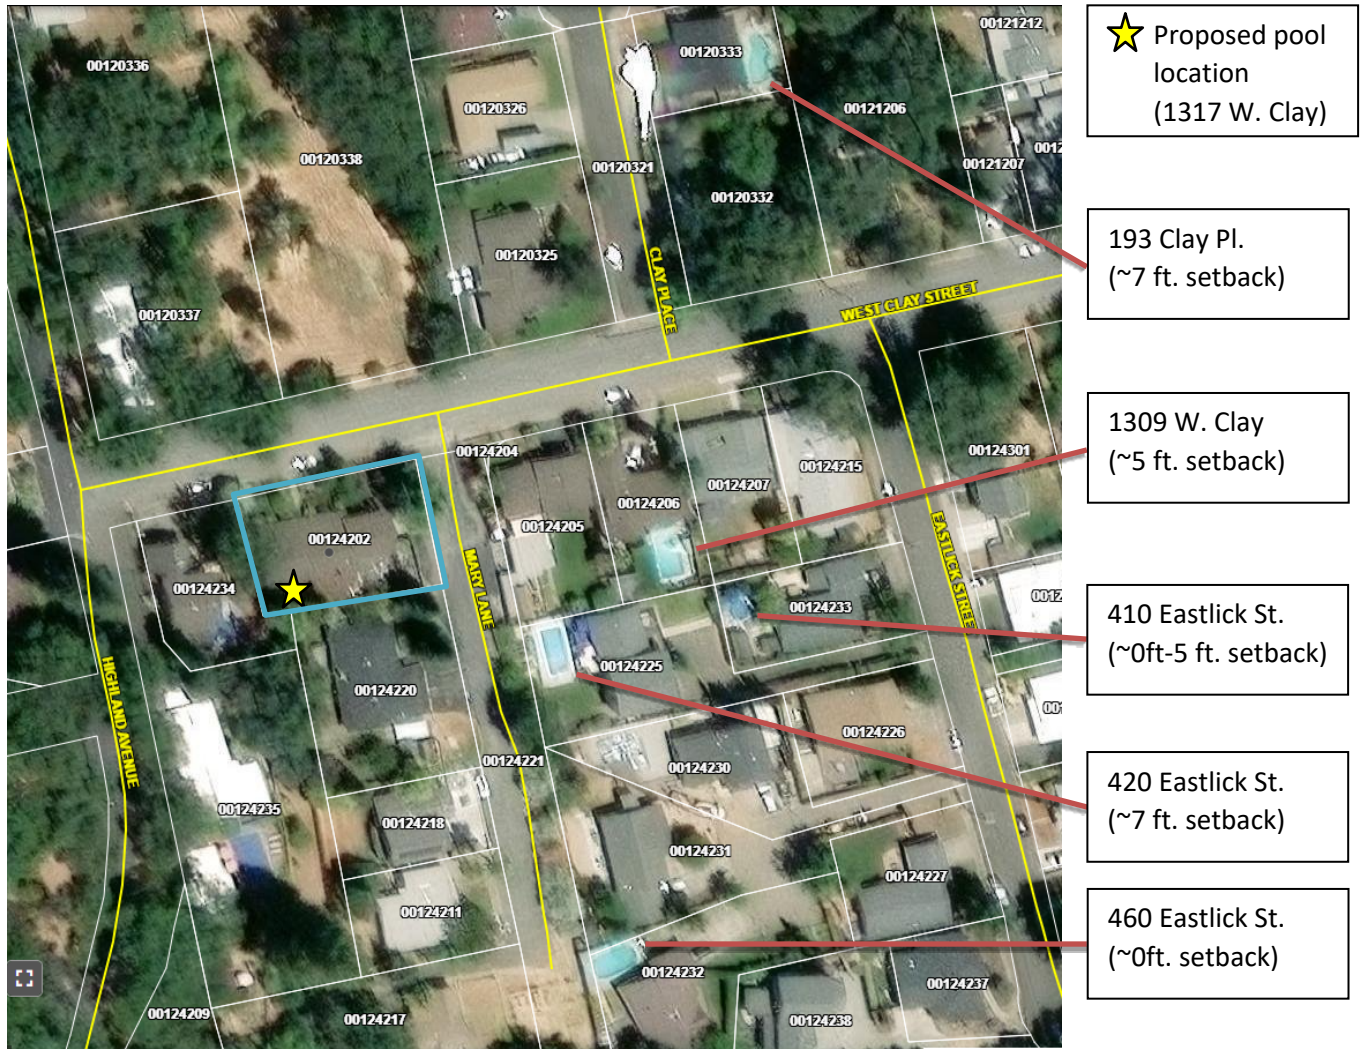 00120336
00120333
00121212
Proposed pool
location
(1317 W. Clay)
00120326
00121206
00120338
00120321
00121207
0012
00120332
193 Clay Pl.
(~7 ft. setback)
00120325
CLAY PLACE
WEST CLAY STREET
00120337
1309 W. Clay
(~5 ft. setback)
00124204
00124301
00124215
00124207
00124206
00124205
00124202
EASTLICK STREET
00124234
MARY LANE
0012
00124233
410 Eastlick St.
(~0ft-5 ft. setback)
HIGHLAND AVENUE
00124225
00124220
001
00124226
00124221
00124230
420 Eastlick St.
(~7 ft. setback)
00124235
00124218
00124231
00124227
00124211
460 Eastlick St.
(~0ft. setback)
00124232
00124237
00124209
00124217
00124238